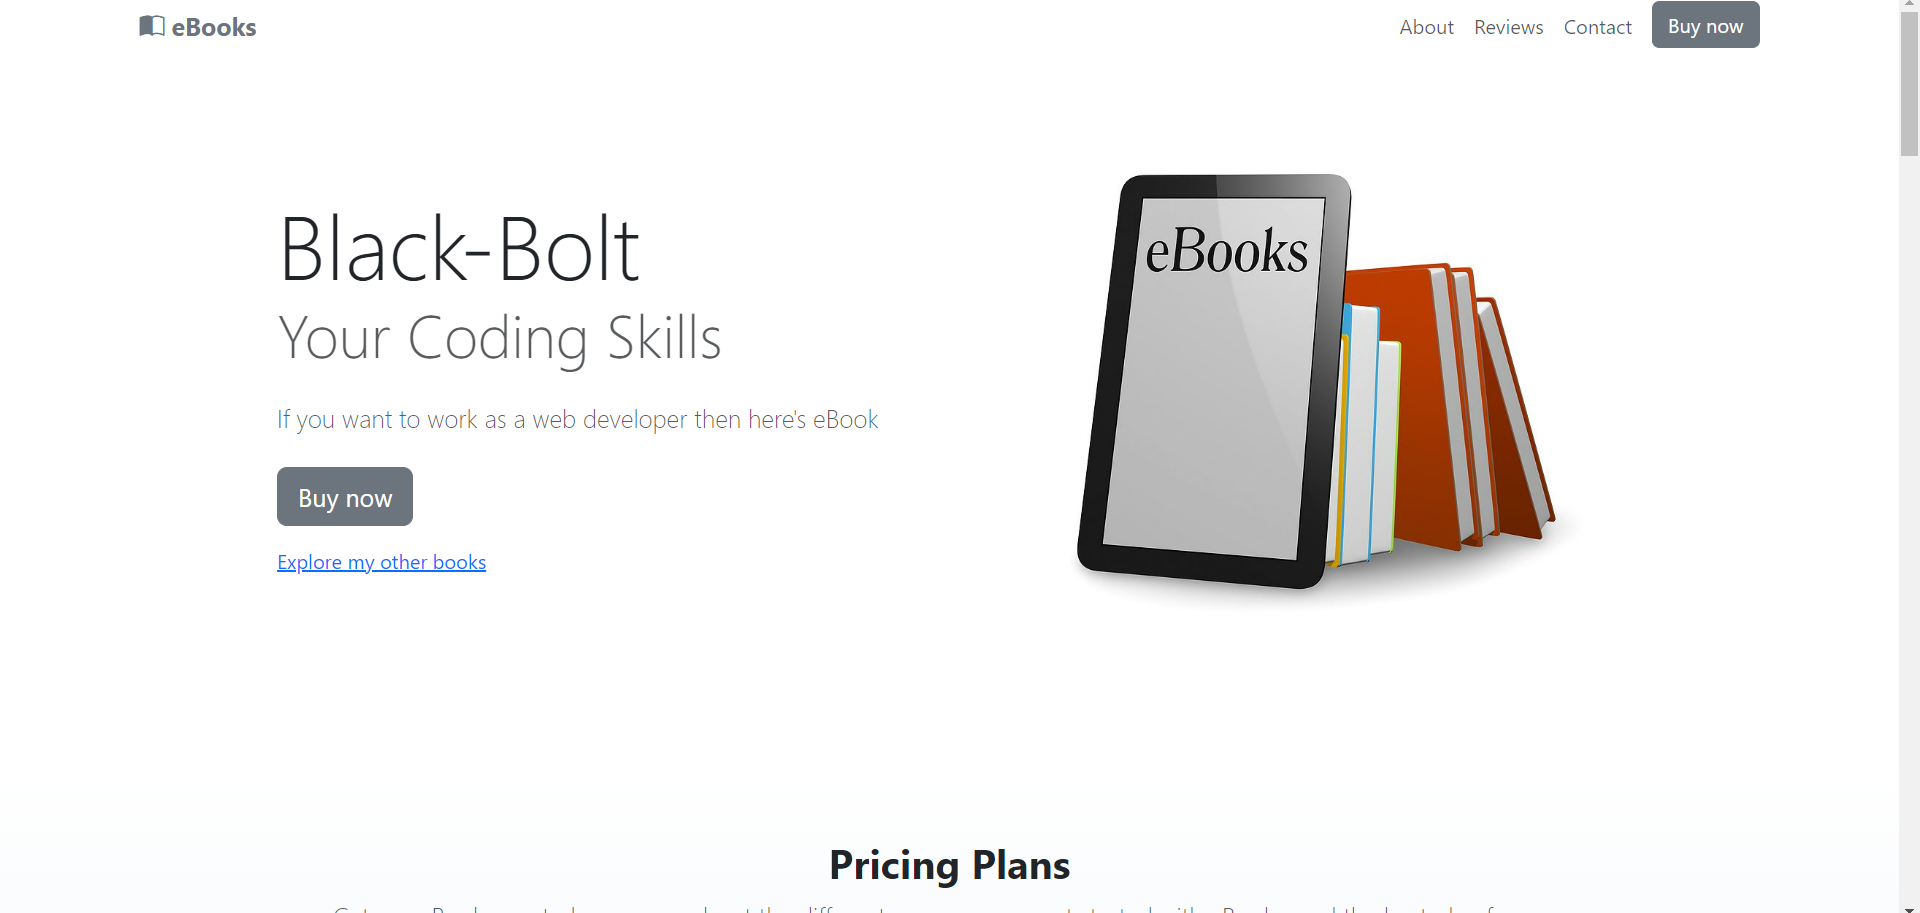 eBooks
About Reviews Contact Buy now
eBooks
Black-Bolt
Your Coding Skills
If you want to work as a web developer then here's eBook
Buy now
Explore my other books
Pricing Plans